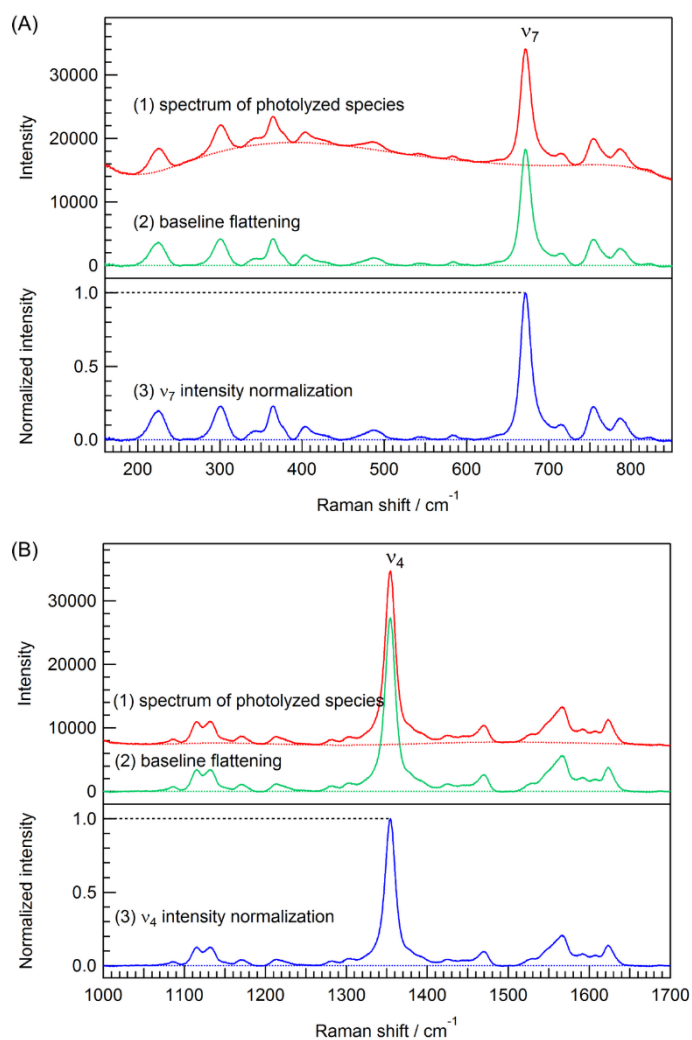 (A)
ν7
30000
20000
10000
0
Intensity
(1) spectrum of photolyzed species
(2) baseline flattening
1.0
0.5
0.0
Normalized intensity
(3) ν7 intensity normalization
200 300 400 500 600 700 800
Raman shift / cm-1
(B)
ν4
30000
20000
10000
0
Intensity
(1) spectrum of photolyzed species
(2) baseline flattening
1.0
0.5
0.0
Normalized intensity
(3) ν4 intensity normalization
1000 1100 1200 1300 1400 1500 1600 1700
Raman shift / cm-1